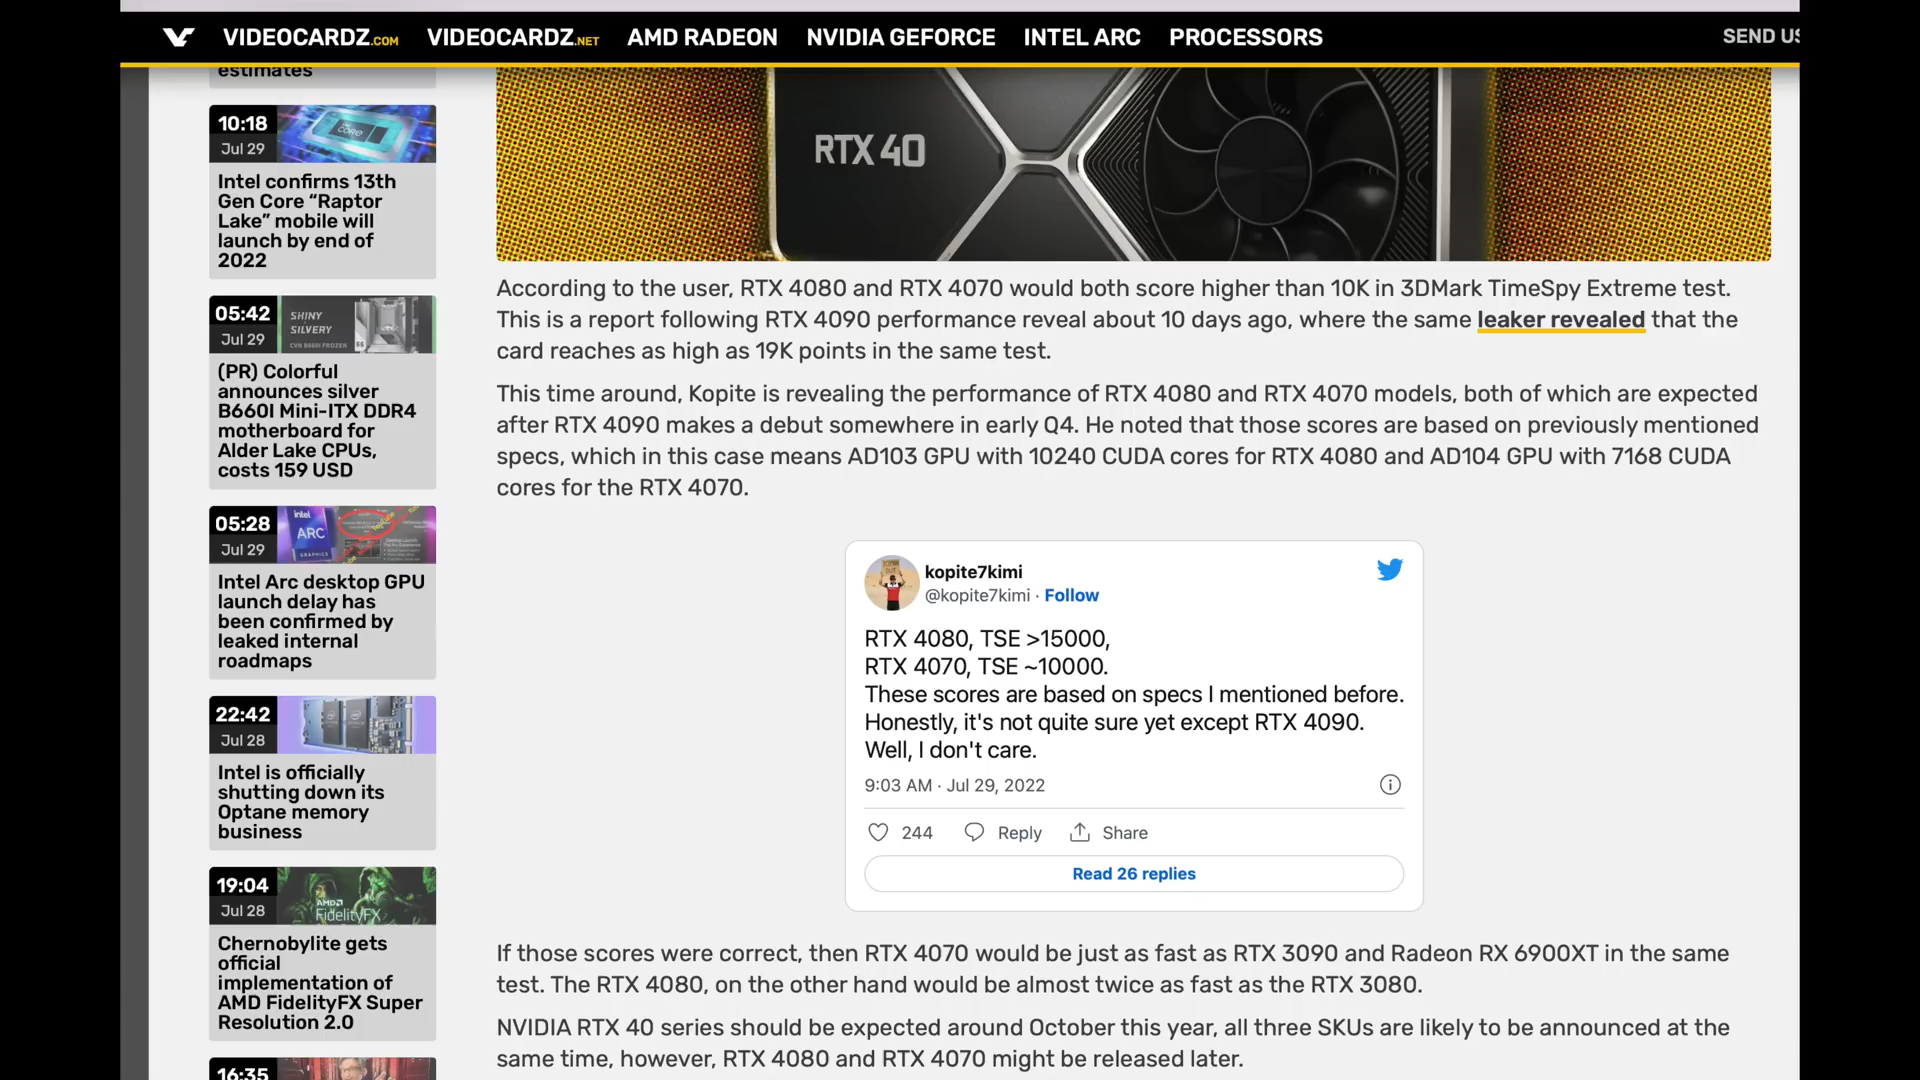 VIDEOCARDZ.COM VIDEOCARDZ.NET AMD RADEON NVIDIA GEFORCE INTEL ARC PROCESSORS SEND US
estimates
10:18
Jul 29
Intel confirms 13th
Gen Core “Raptor
Lake” mobile will
launch by end of
2022
05:42
Jul 29
SHINY
SILVERY
CVN B660I FROZEN
(PR) Colorful
announces silver
B660I Mini-ITX DDR4
motherboard for
Alder Lake CPUs,
costs 159 USD
05:28
Jul 29
intel
ARC
GRAPHICS
Intel Arc desktop GPU
launch delay has
been confirmed by
leaked internal
roadmaps
22:42
Jul 28
Intel is officially
shutting down its
Optane memory
business
19:04
Jul 28
AMD
FidelityFX
Chernobylite gets
official
implementation of
AMD FidelityFX Super
Resolution 2.0
16:35
RTX 40
According to the user, RTX 4080 and RTX 4070 would both score higher than 10K in 3DMark TimeSpy Extreme test.
This is a report following RTX 4090 performance reveal about 10 days ago, where the same leaker revealed that the
card reaches as high as 19K points in the same test.
This time around, Kopite is revealing the performance of RTX 4080 and RTX 4070 models, both of which are expected
after RTX 4090 makes a debut somewhere in early Q4. He noted that those scores are based on previously mentioned
specs, which in this case means AD103 GPU with 10240 CUDA cores for RTX 4080 and AD104 GPU with 7168 CUDA
cores for the RTX 4070.
kopite7kimi
@kopite7kimi · Follow
RTX 4080, TSE >15000,
RTX 4070, TSE ~10000.
These scores are based on specs I mentioned before.
Honestly, it's not quite sure yet except RTX 4090.
Well, I don't care.
9:03 AM · Jul 29, 2022
244 Reply Share
Read 26 replies
If those scores were correct, then RTX 4070 would be just as fast as RTX 3090 and Radeon RX 6900XT in the same
test. The RTX 4080, on the other hand would be almost twice as fast as the RTX 3080.
NVIDIA RTX 40 series should be expected around October this year, all three SKUs are likely to be announced at the
same time, however, RTX 4080 and RTX 4070 might be released later.